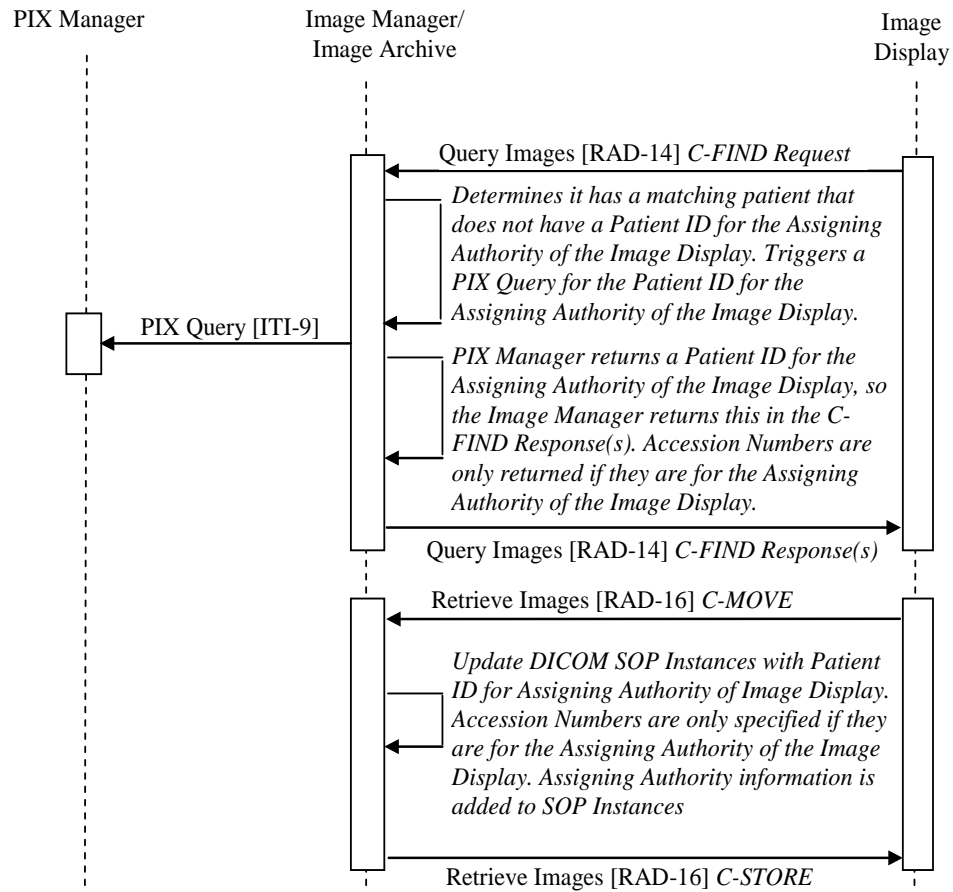 PIX Manager
Image Manager/
Image Archive
Image
Display
Query Images [RAD-14] C-FIND Request
Determines it has a matching patient that
does not have a Patient ID for the Assigning
Authority of the Image Display. Triggers a
PIX Query for the Patient ID for the
Assigning Authority of the Image Display.
PIX Query [ITI-9]
PIX Manager returns a Patient ID for the
Assigning Authority of the Image Display, so
the Image Manager returns this in the C-
FIND Response(s). Accession Numbers are
only returned if they are for the Assigning
Authority of the Image Display.
Query Images [RAD-14] C-FIND Response(s)
Retrieve Images [RAD-16] C-MOVE
Update DICOM SOP Instances with Patient
ID for Assigning Authority of Image Display.
Accession Numbers are only specified if they
are for the Assigning Authority of the Image
Display. Assigning Authority information is
added to SOP Instances
Retrieve Images [RAD-16] C-STORE